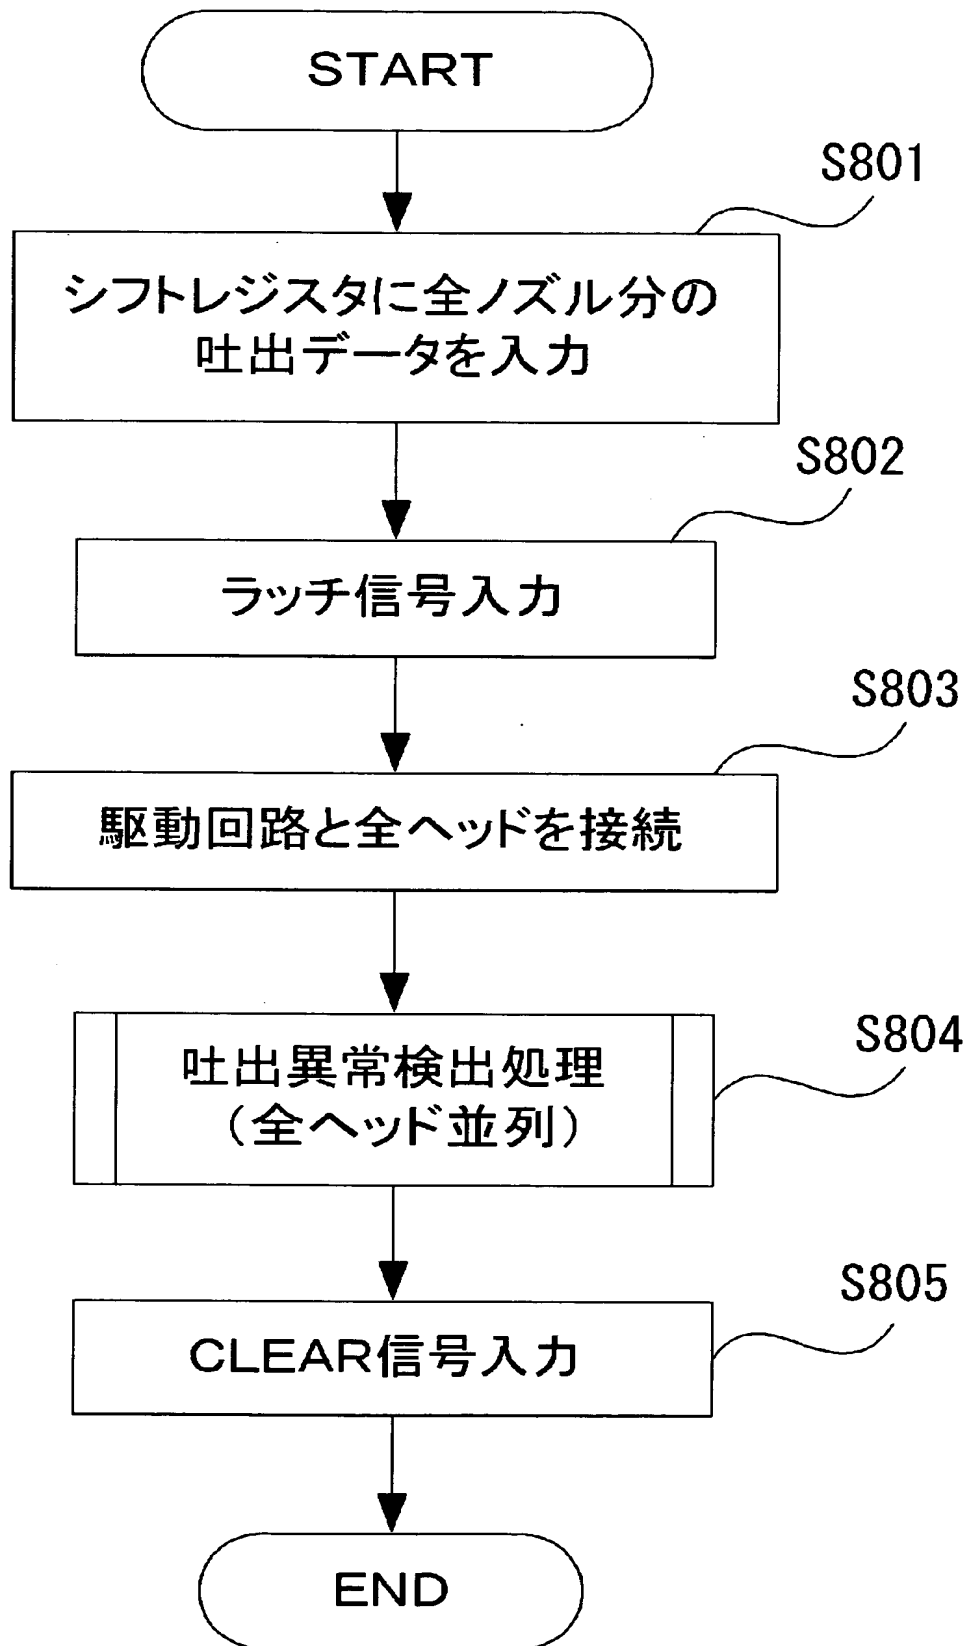 START
S801
シフトレジスタに全ノズル分の
吐出データを入力
S802
ラッチ信号入力
S803
駆動回路と全ヘッドを接続
S804
吐出異常検出処理
(全ヘッド並列)
S805
CLEAR信号入力
END